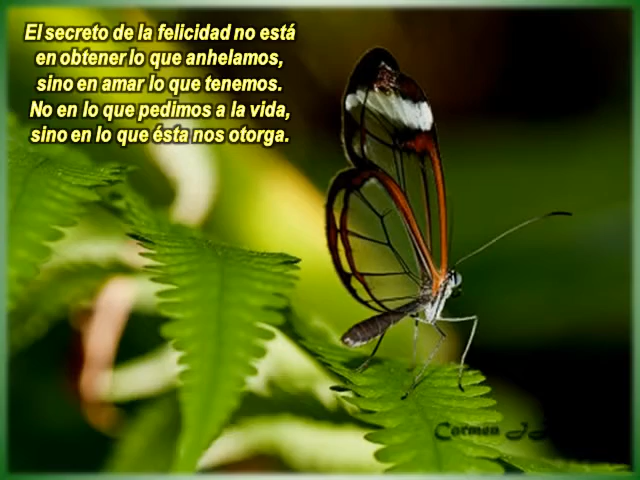 El secreto de la felicidad no está
en obtener lo que anhelamos,
sino en amar lo que tenemos.
No en lo que pedimos a la vida,
sino en lo que ésta nos otorga.
Carmen